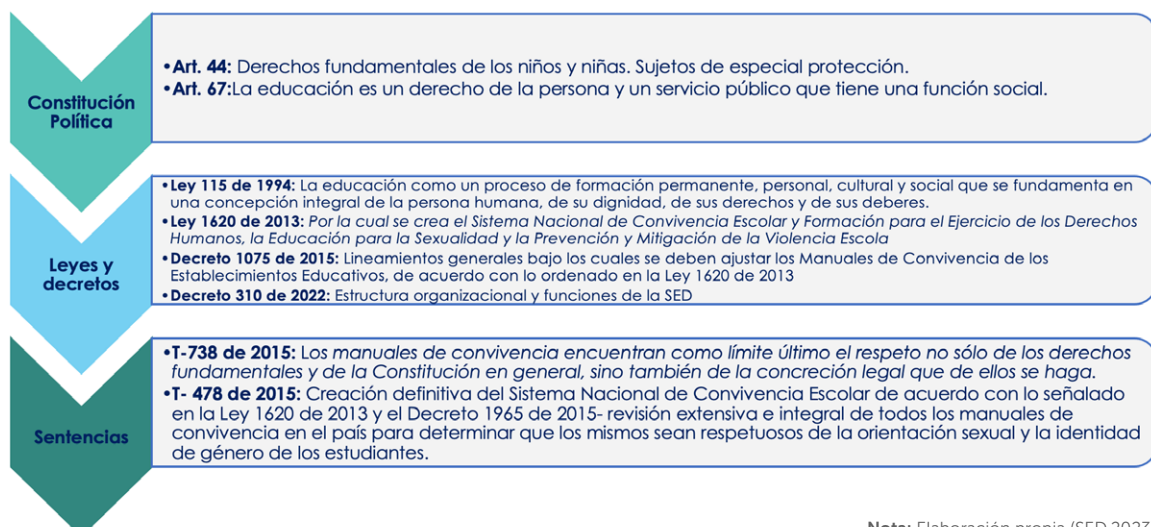 Constitución
Política
•Art. 44: Derechos fundamentales de los niños y niñas. Sujetos de especial protección.
•Art. 67:La educación es un derecho de la persona y un servicio público que tiene una función social.
Leyes y
decretos
•Ley 115 de 1994: La educación como un proceso de formación permanente, personal, cultural y social que se fundamenta en
una concepción integral de la persona humana, de su dignidad, de sus derechos y de sus deberes.
•Ley 1620 de 2013: Por la cual se crea el Sistema Nacional de Convivencia Escolar y Formación para el Ejercicio de los Derechos
Humanos, la Educación para la Sexualidad y la Prevención y Mitigación de la Violencia Escola
•Decreto 1075 de 2015: Lineamientos generales bajo los cuales se deben ajustar los Manuales de Convivencia de los
Establecimientos Educativos, de acuerdo con lo ordenado en la Ley 1620 de 2013
•Decreto 310 de 2022: Estructura organizacional y funciones de la SED
Sentencias
•T-738 de 2015: Los manuales de convivencia encuentran como límite último el respeto no sólo de los derechos
fundamentales y de la Constitución en general, sino también de la concreción legal que de ellos se haga.
•T- 478 de 2015: Creación definitiva del Sistema Nacional de Convivencia Escolar de acuerdo con lo señalado
en la Ley 1620 de 2013 y el Decreto 1965 de 2015- revisión extensiva e integral de todos los manuales de
convivencia en el país para determinar que los mismos sean respetuosos de la orientación sexual y la identidad
de género de los estudiantes.
Nota: Elaboración propia (SED